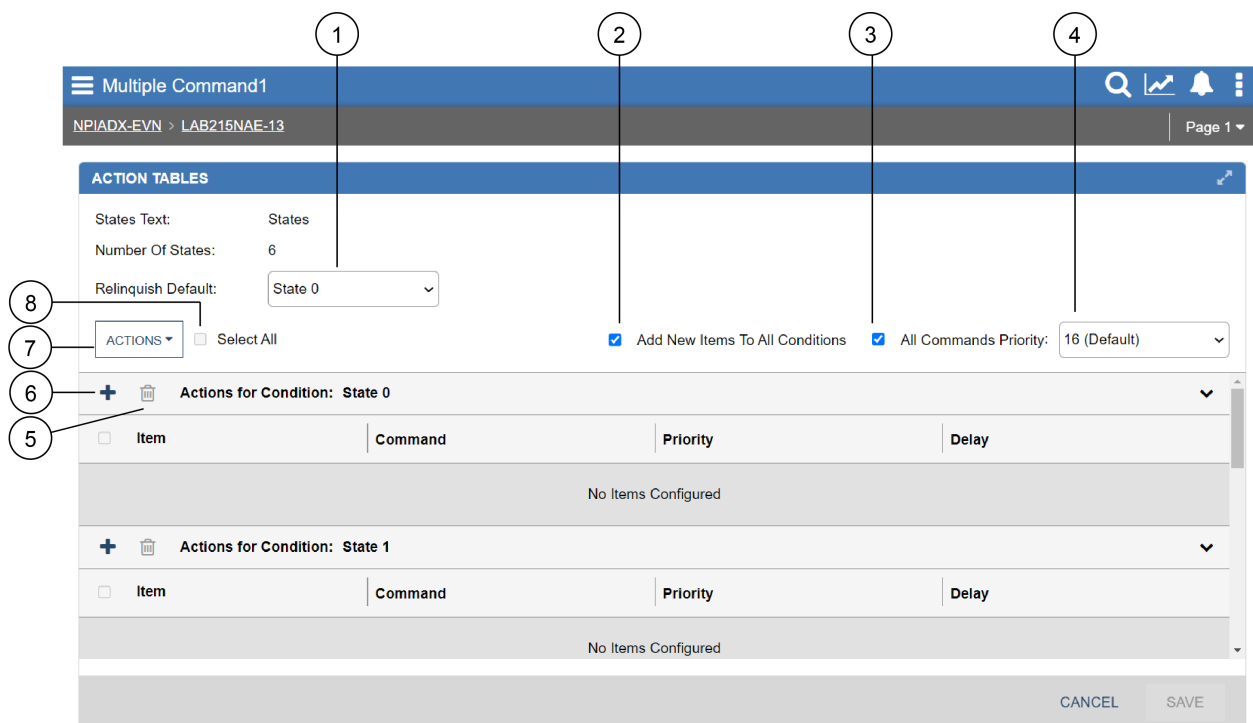 1 2 3 4
Multiple Command1
NPIADX-EVN > LAB215NAE-13 Page 1
ACTION TABLES
States Text: States
Number Of States: 6
Relinquish Default: State 0
8
7 ACTIONS Select All Add New Items To All Conditions All Commands Priority: 16 (Default)
6 Actions for Condition: State 0
5 Item Command Priority Delay
No Items Configured
Actions for Condition: State 1
Item Command Priority Delay
No Items Configured
CANCEL SAVE